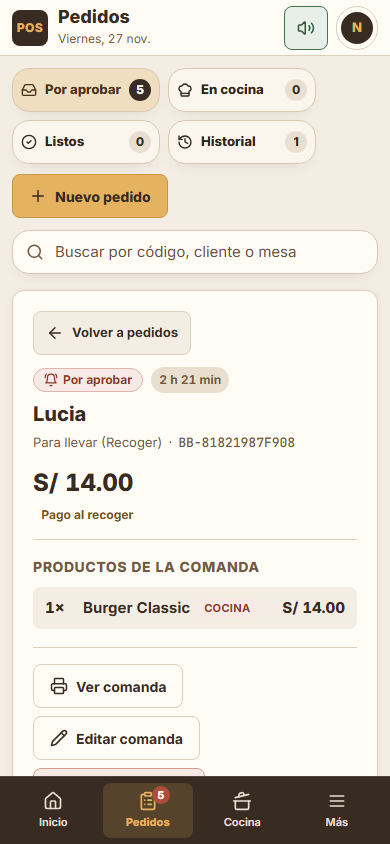 POS
Pedidos
Viernes, 27 nov.
N
Por aprobar 5
En cocina 0
Listos 0
Historial 1
Nuevo pedido
Buscar por código, cliente o mesa
Volver a pedidos
Por aprobar
2 h 21 min
Lucia
Para llevar (Recoger) · BB-81821987F908
S/ 14.00
Pago al recoger
PRODUCTOS DE LA COMANDA
1× Burger Classic COCINA S/ 14.00
Ver comanda
Editar comanda
5
Inicio
Pedidos
Cocina
Más